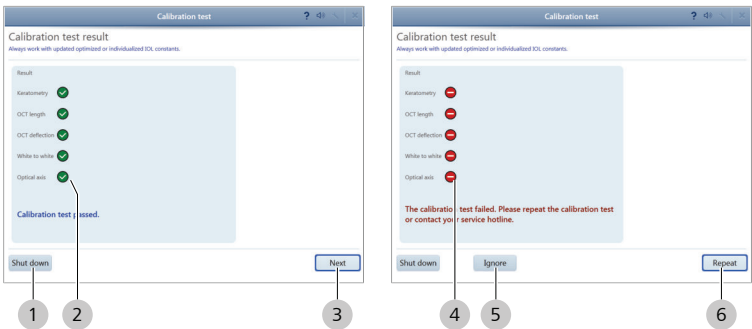 Calibration test
?
Calibration test result
Always work with updated optimized or individualized IOL constants.
Result
Keratometry
OCT length
OCT deflection
White to white
Optical axis
Calibration test passed.
Shut down
Next
1
2
3
Calibration test
?
Calibration test result
Always work with updated optimized or individualized IOL constants.
Result
Keratometry
OCT length
OCT deflection
White to white
Optical axis
The calibration test failed. Please repeat the calibration test
or contact your service hotline.
Shut down
Ignore
Repeat
4
5
6